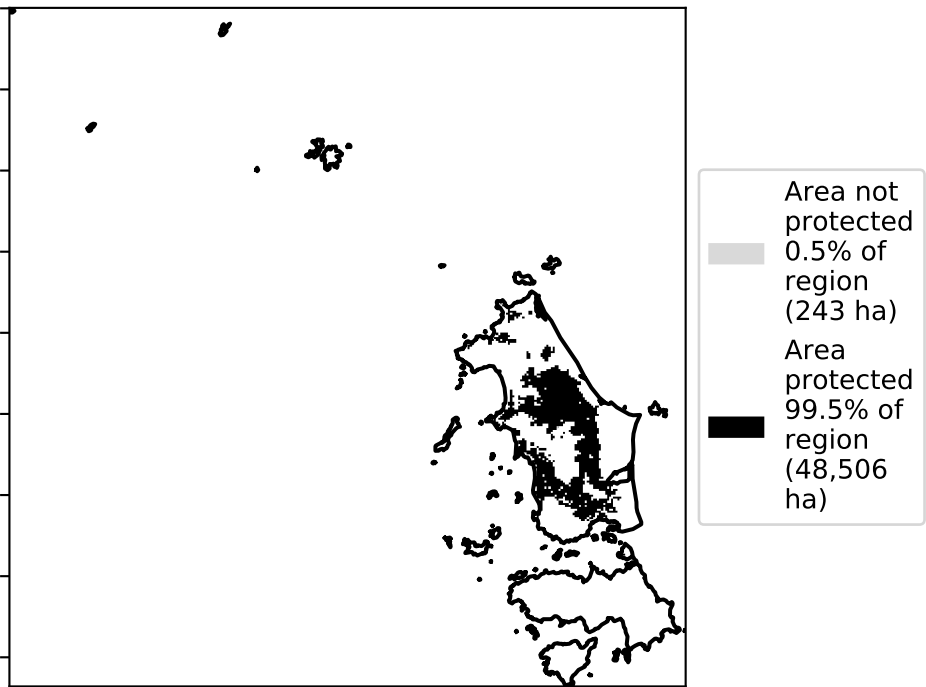 Area not
protected
0.5% of
region
(243 ha)
Area
protected
99.5% of
region
(48,506
ha)